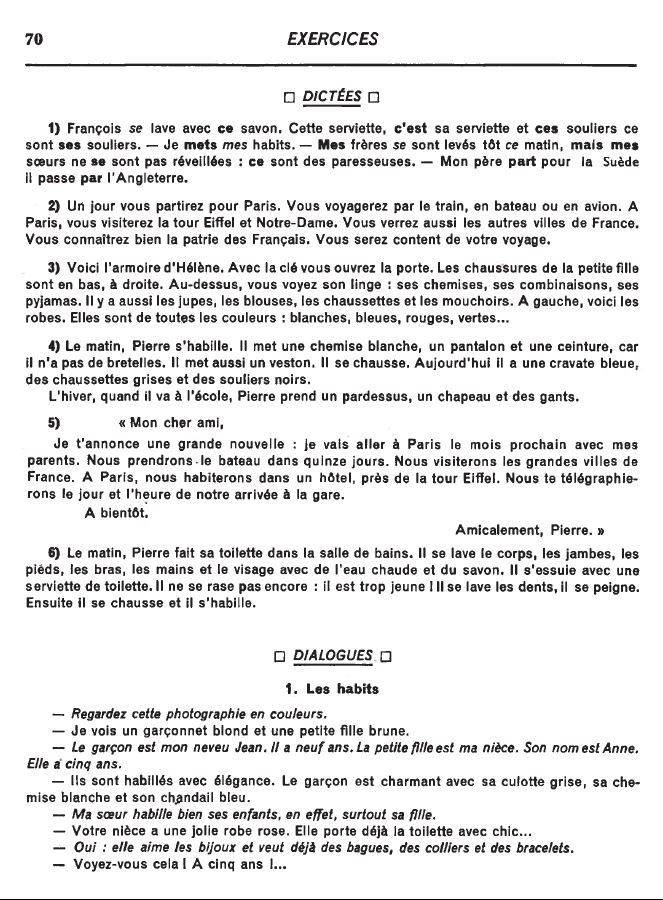 70 EXERCICES
□ DICTÉES □
1) François se lave avec ce savon. Cette serviette, c'est sa serviette et ces souliers ce
sont ses souliers. — Je mets mes habits. — Mes frères se sont levés tôt ce matin, mais mes
sœurs ne se sont pas réveillées : ce sont des paresseuses. — Mon père part pour la Suède
il passe par l'Angleterre.
2) Un jour vous partirez pour Paris. Vous voyagerez par le train, en bateau ou en avion. A
Paris, vous visiterez la tour Eiffel et Notre-Dame. Vous verrez aussi les autres villes de France.
Vous connaîtrez bien la patrie des Français. Vous serez content de votre voyage.
3) Voici l'armoire d'Hélène. Avec la clé vous ouvrez la porte. Les chaussures de la petite fille
sont en bas, à droite. Au-dessus, vous voyez son linge : ses chemises, ses combinaisons, ses
pyjamas. Il y a aussi les jupes, les blouses, les chaussettes et les mouchoirs. A gauche, voici les
robes. Elles sont de toutes les couleurs : blanches, bleues, rouges, vertes...
4) Le matin, Pierre s'habille. Il met une chemise blanche, un pantalon et une ceinture, car
il n'a pas de bretelles. Il met aussi un veston. Il se chausse. Aujourd'hui il a une cravate bleue,
des chaussettes grises et des souliers noirs.
L'hiver, quand il va à l'école, Pierre prend un pardessus, un chapeau et des gants.
5) « Mon cher ami,
Je t'annonce une grande nouvelle : je vais aller à Paris le mois prochain avec mes
parents. Nous prendrons le bateau dans quinze jours. Nous visiterons les grandes villes de
France. A Paris, nous habiterons dans un hôtel, près de la tour Eiffel. Nous te télégraphie-
rons le jour et l'heure de notre arrivée à la gare.
A bientôt.
Amicalement, Pierre. »
6) Le matin, Pierre fait sa toilette dans la salle de bains. Il se lave le corps, les jambes, les
pieds, les bras, les mains et le visage avec de l'eau chaude et du savon. Il s'essuie avec une
serviette de toilette. Il ne se rase pas encore : il est trop jeune ! Il se lave les dents, il se peigne.
Ensuite il se chausse et il s'habille.
□ DIALOGUES □
1. Les habits
— Regardez cette photographie en couleurs.
— Je vois un garçonnet blond et une petite fille brune.
— Le garçon est mon neveu Jean. Il a neuf ans. La petite fille est ma nièce. Son nom est Anne.
Elle a cinq ans.
— Ils sont habillés avec élégance. Le garçon est charmant avec sa culotte grise, sa che-
mise blanche et son chandail bleu.
— Ma sœur habille bien ses enfants, en effet, surtout sa fille.
— Votre nièce a une jolie robe rose. Elle porte déjà la toilette avec chic...
— Oui : elle aime les bijoux et veut déjà des bagues, des colliers et des bracelets.
— Voyez-vous cela ! A cinq ans !...